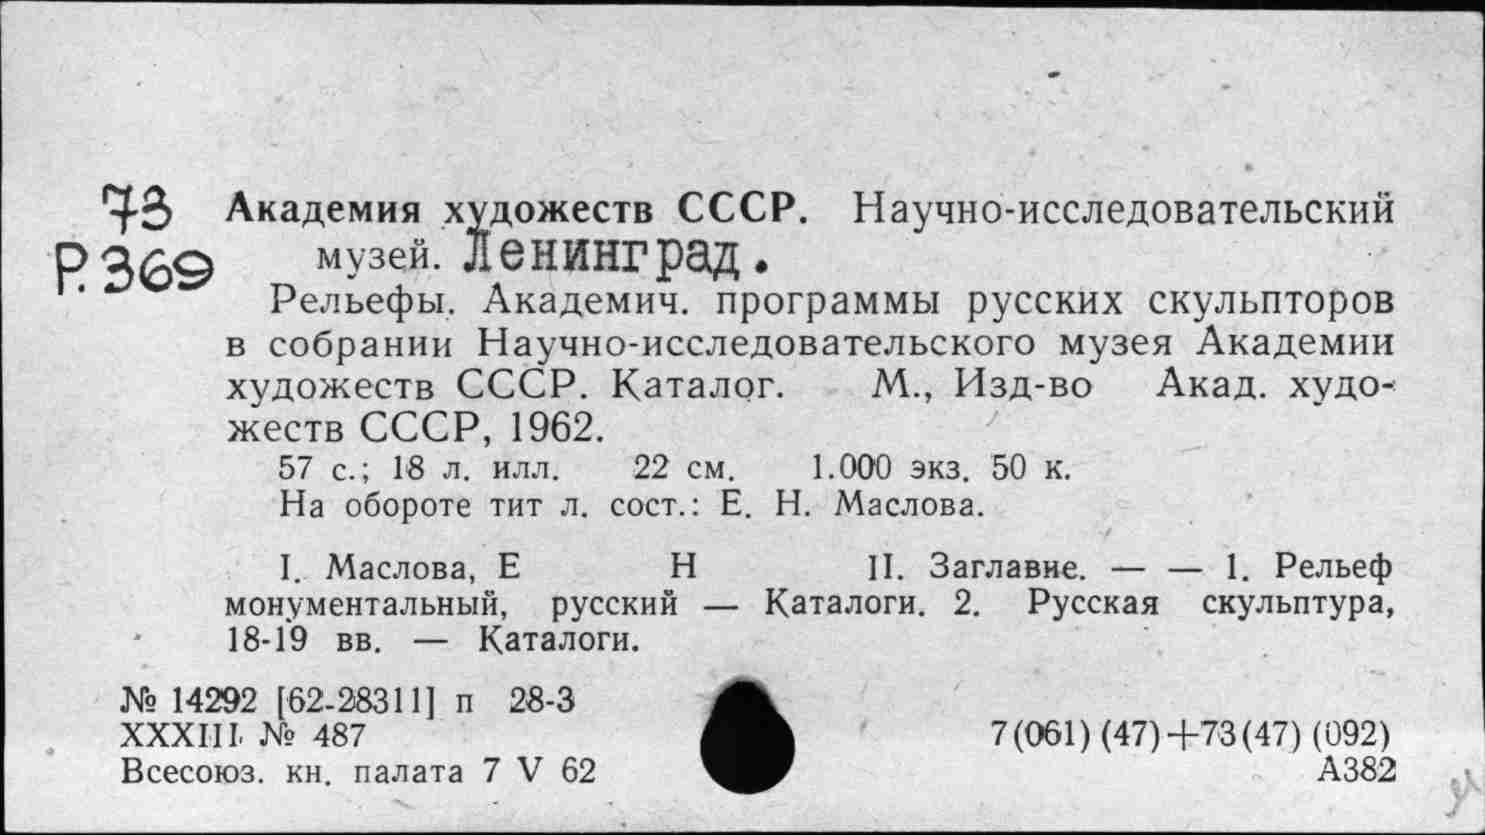 73 Академия художеств СССР. Научно-исследовательский
Р.369 музей. Ленинград.
Рельефы. Академич. программы русских скульпторов
в собрании Научно-исследовательского музея Академии
художеств СССР. Каталог. М., Изд-во Акад. худо-
жеств СССР, 1962.
57 с.; 18 л. илл. 22 см. 1.000 экз. 50 к.
На обороте тит л. сост.: Е. Н. Маслова.
I. Маслова, Е Н II. Заглавие. — — 1. Рельеф
монументальный, русский — Каталоги. 2. Русская скульптура,
18-19 вв. — Каталоги.
№ 14292 [62-28311] п 28-3
XXXIII. № 487 7(061)(47)+73(47)(092)
Всесоюз. кн. палата 7 V 62 А382